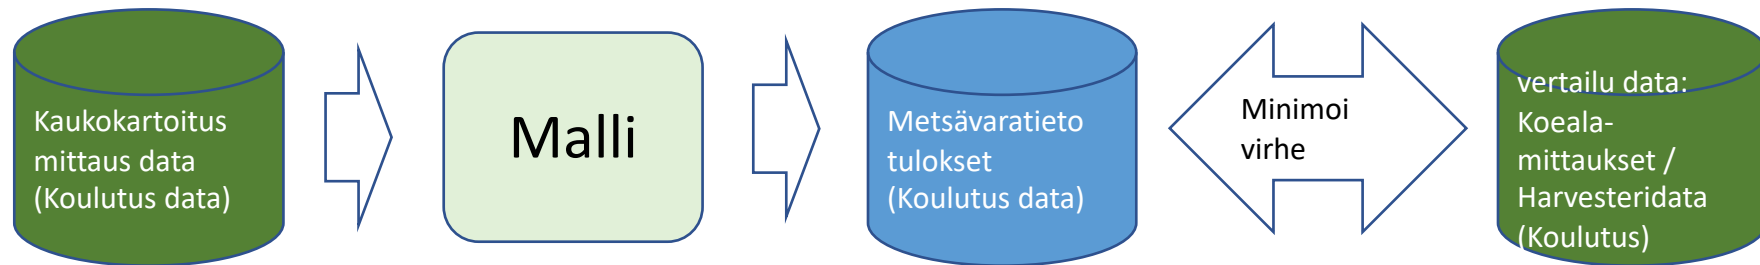 Kaukokartoitus
mittaus data
(Koulutus data)
Malli
Metsävaratieto
tulokset
(Koulutus data)
Minimoi
virhe
vertailu data:
Koeala-
mittaukset /
Harvesteridata
(Koulutus)